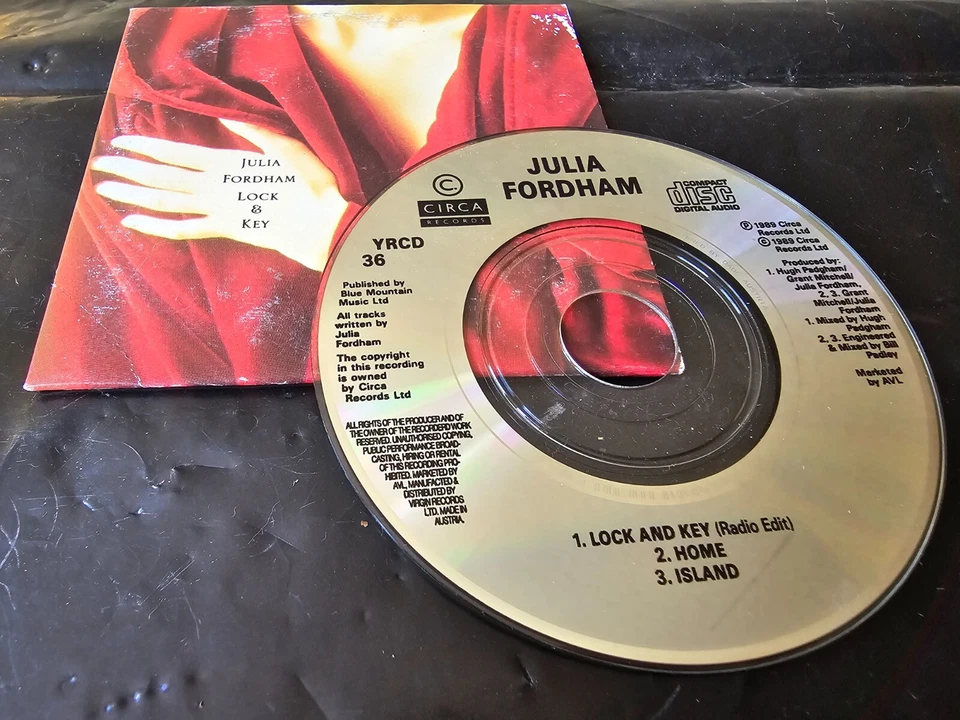 JULIA
FORDHAM
LOCK
&
KEY
JULIA
FORDHAM
C.
CIRCA
RECORDS
COMPACT
disc
DIGITAL AUDIO
YRCD
36
Published by
Blue Mountain
Music Ltd
All tracks
written by
Julia
Fordham
The copyright
in this recording
is owned
by Circa
Records Ltd
ALL RIGHTS OF THE PRODUCER AND OF
THE OWNER OF THE RECORDERD WORK
RESERVED. UNAUTHORISED COPYING,
PUBLIC PERFORMANCE BROAD-
CASTING, HIRING OR RENTAL
OF THIS RECORDING PRO-
HIBITED. MARKETED BY
AVL, MANUFACTED &
DISTRIBUTED BY
VIRGIN RECORDS
LTD. MADE IN
AUSTRIA.
Ⓟ 1989 Circa
Records Ltd
© 1989 Circa
Records Ltd
Produced by:
1. Hugh Padgham/
Grant Mitchell/
Julia Fordham,
2, 3. Grant
Mitchell/Julia
Fordham
1. Mixed by Hugh
Padgham
2, 3. Engineered
& Mixed by Bill
Padley
Marketed
by AVL
1. LOCK AND KEY (Radio Edit)
2. HOME
3. ISLAND